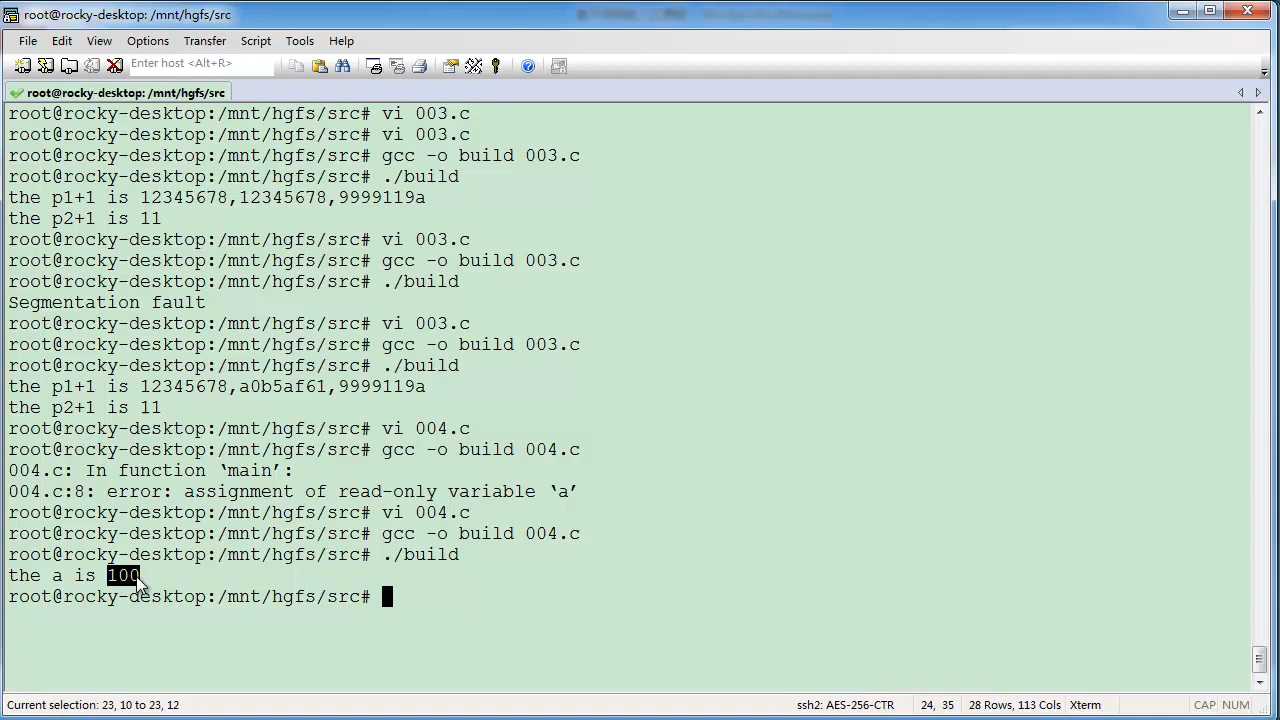 root@rocky-desktop: /mnt/hgfs/src
File Edit View Options Transfer Script Tools Help
Enter host <Alt+R>
root@rocky-desktop: /mnt/hgfs/src
root@rocky-desktop:/mnt/hgfs/src# vi 003.c
root@rocky-desktop:/mnt/hgfs/src# vi 003.c
root@rocky-desktop:/mnt/hgfs/src# gcc -o build 003.c
root@rocky-desktop:/mnt/hgfs/src# ./build
the p1+1 is 12345678,12345678,9999119a
the p2+1 is 11
root@rocky-desktop:/mnt/hgfs/src# vi 003.c
root@rocky-desktop:/mnt/hgfs/src# gcc -o build 003.c
root@rocky-desktop:/mnt/hgfs/src# ./build
Segmentation fault
root@rocky-desktop:/mnt/hgfs/src# vi 003.c
root@rocky-desktop:/mnt/hgfs/src# gcc -o build 003.c
root@rocky-desktop:/mnt/hgfs/src# ./build
the p1+1 is 12345678,a0b5af61,9999119a
the p2+1 is 11
root@rocky-desktop:/mnt/hgfs/src# vi 004.c
root@rocky-desktop:/mnt/hgfs/src# gcc -o build 004.c
004.c: In function ‘main’:
004.c:8: error: assignment of read-only variable ‘a’
root@rocky-desktop:/mnt/hgfs/src# vi 004.c
root@rocky-desktop:/mnt/hgfs/src# gcc -o build 004.c
root@rocky-desktop:/mnt/hgfs/src# ./build
the a is 100
root@rocky-desktop:/mnt/hgfs/src#
Current selection: 23, 10 to 23, 12 ssh2: AES-256-CTR 24, 35 28 Rows, 113 Cols Xterm CAP NUM